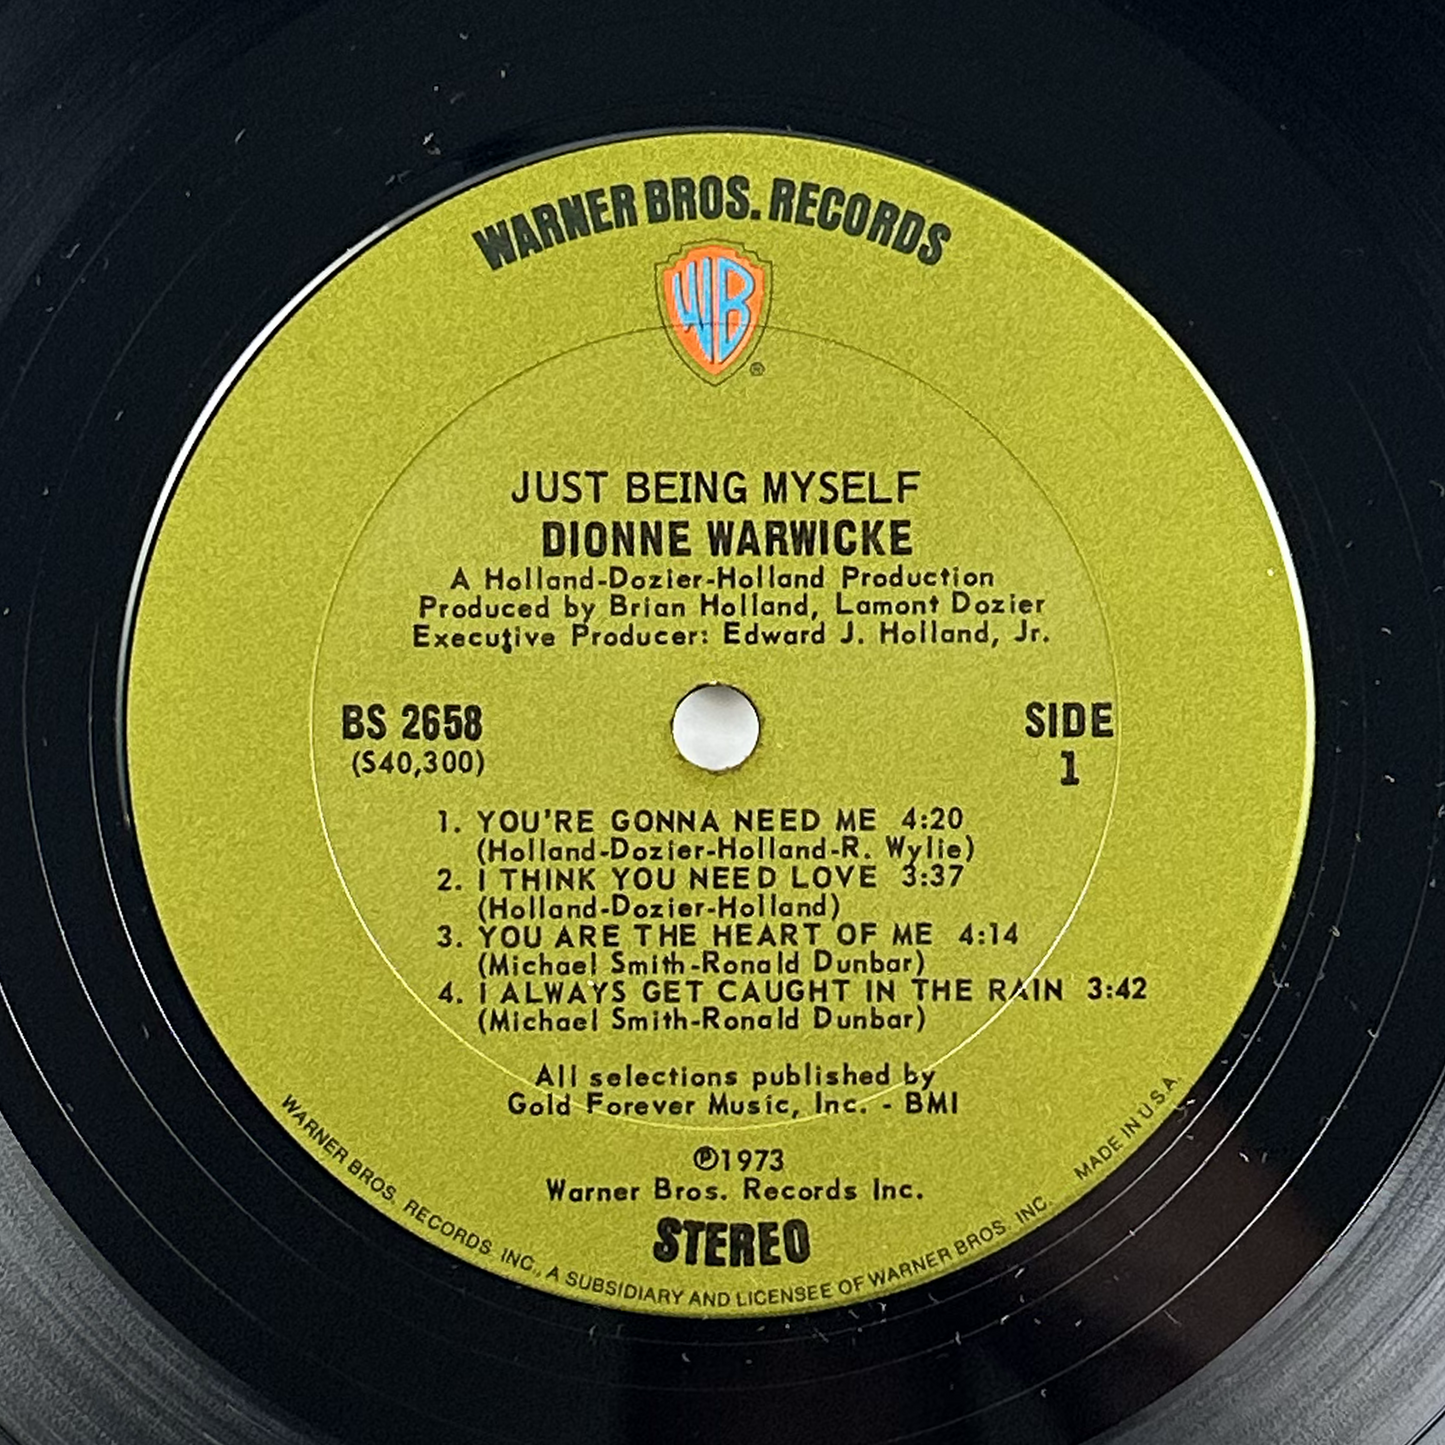 WARNER BROS. RECORDS
WB
®
JUST BEING MYSELF
DIONNE WARWICKE
A Holland-Dozier-Holland Production
Produced by Brian Holland, Lamont Dozier
Executive Producer: Edward J. Holland, Jr.
BS 2658
(S40,300)
SIDE
1
1. YOU'RE GONNA NEED ME 4:20
(Holland-Dozier-Holland-R. Wylie)
2. I THINK YOU NEED LOVE 3:37
(Holland-Dozier-Holland)
3. YOU ARE THE HEART OF ME 4:14
(Michael Smith-Ronald Dunbar)
4. I ALWAYS GET CAUGHT IN THE RAIN 3:42
(Michael Smith-Ronald Dunbar)
All selections published by
Gold Forever Music, Inc. - BMI
℗1973
Warner Bros. Records Inc.
STEREO
WARNER BROS. RECORDS INC., A SUBSIDIARY AND LICENSEE OF WARNER BROS. INC. MADE IN U.S.A.